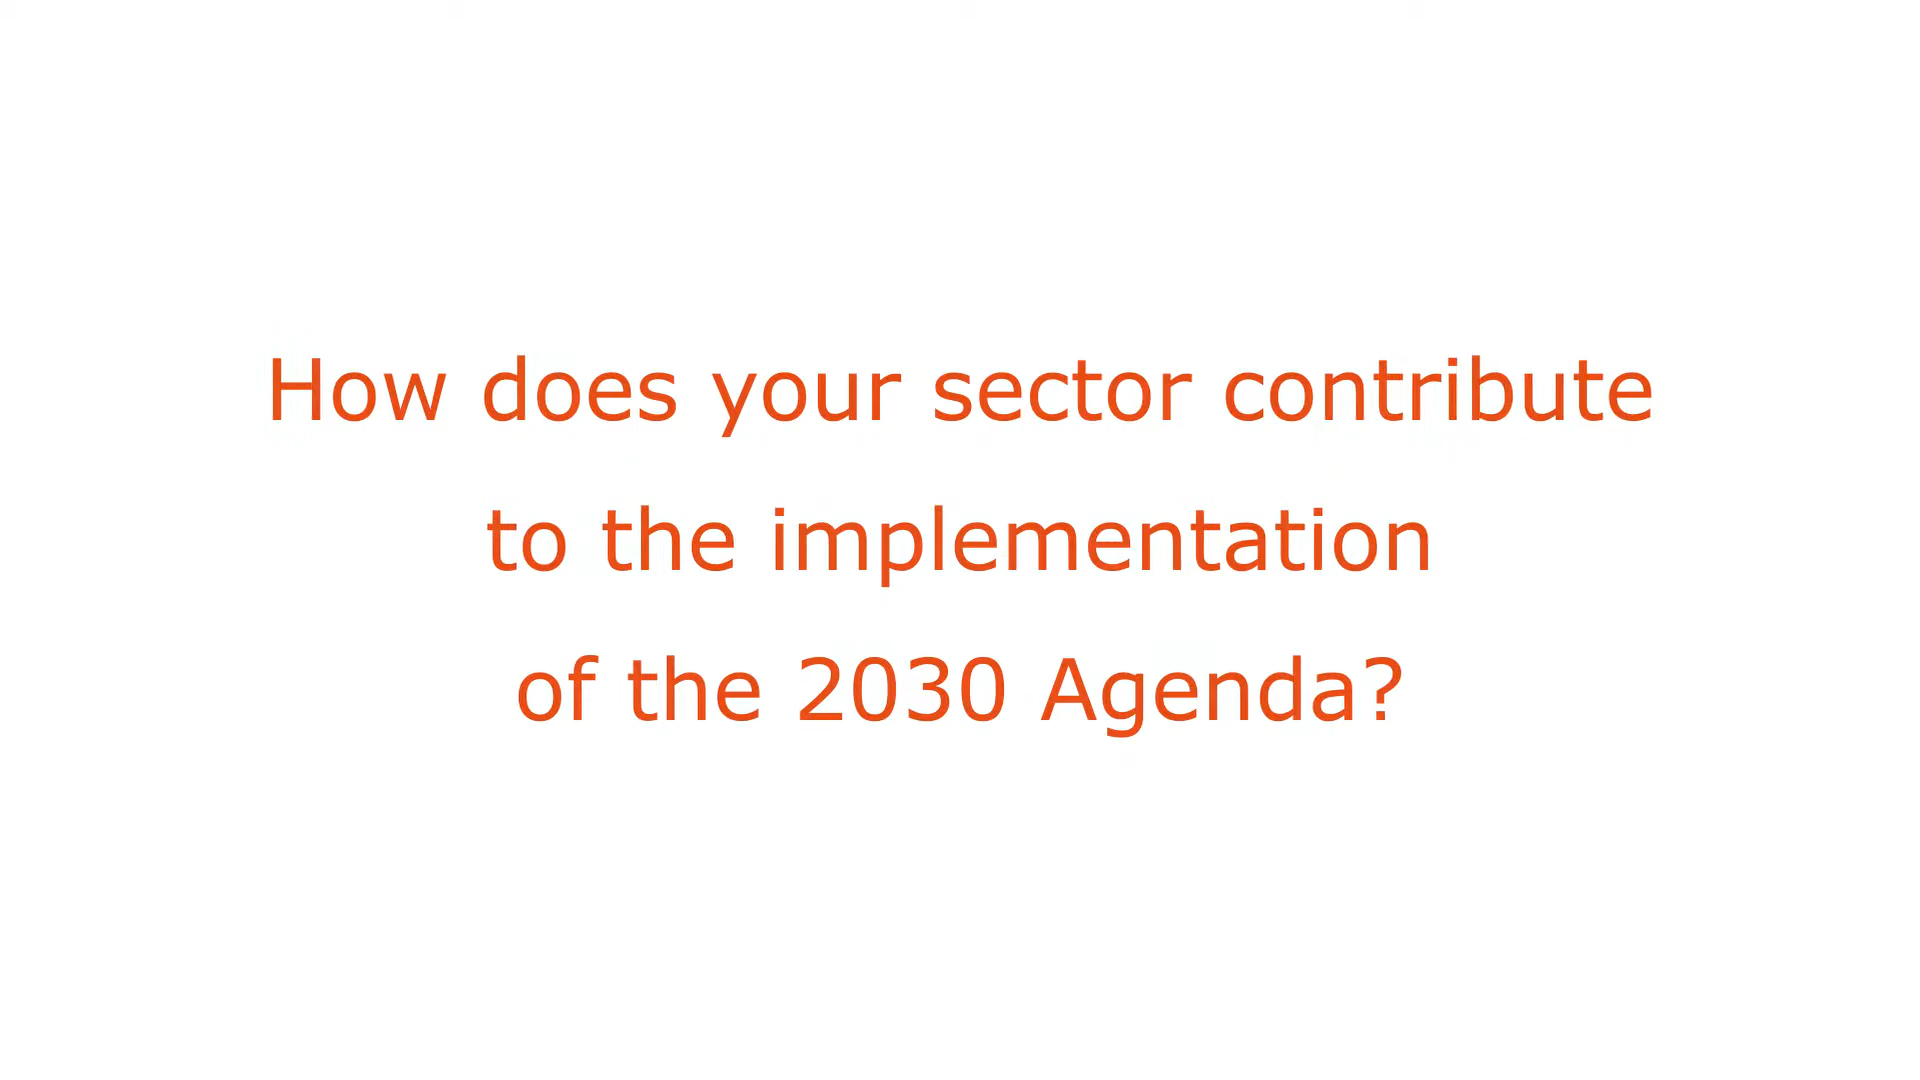 How does your sector contribute
to the implementation
of the 2030 Agenda?